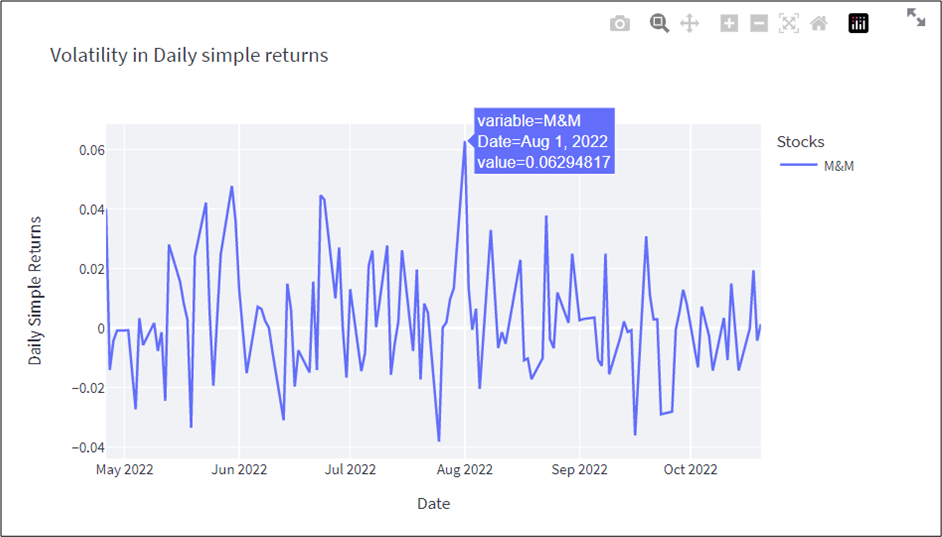 Volatility in Daily simple returns
variable=M&M
Date=Aug 1, 2022
value=0.06294817
Stocks
M&M
0.06
0.04
0.02
0
−0.02
−0.04
Daily Simple Returns
May 2022
Jun 2022
Jul 2022
Aug 2022
Sep 2022
Oct 2022
Date